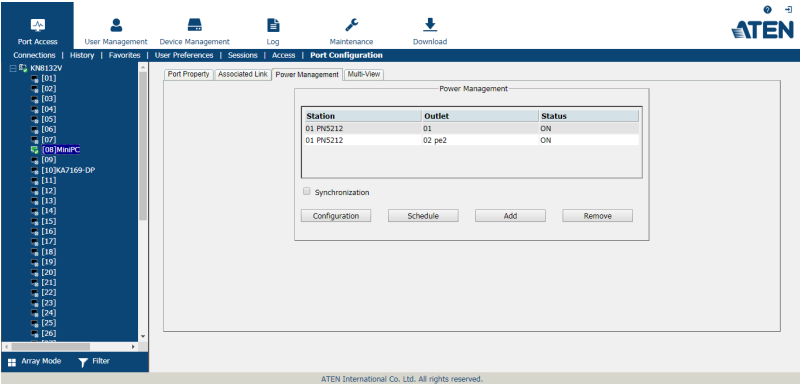 ATEN
Port Access User Management Device Management Log Maintenance Download
Connections | History | Favorites | User Preferences | Sessions | Access | Port Configuration
KN8132V
[01]
[02]
[03]
[04]
[05]
[06]
[07]
[08]MiniPC
[09]
[10]KA7169-DP
[11]
[12]
[13]
[14]
[15]
[16]
[17]
[18]
[19]
[20]
[21]
[22]
[23]
[24]
[25]
[26]
Array Mode Filter
Port Property Associated Link Power Management Multi-View
Power Management
Station Outlet Status
01 PN5212 01 ON
01 PN5212 02 pe2 ON
Synchronization
Configuration Schedule Add Remove
ATEN International Co. Ltd. All rights reserved.